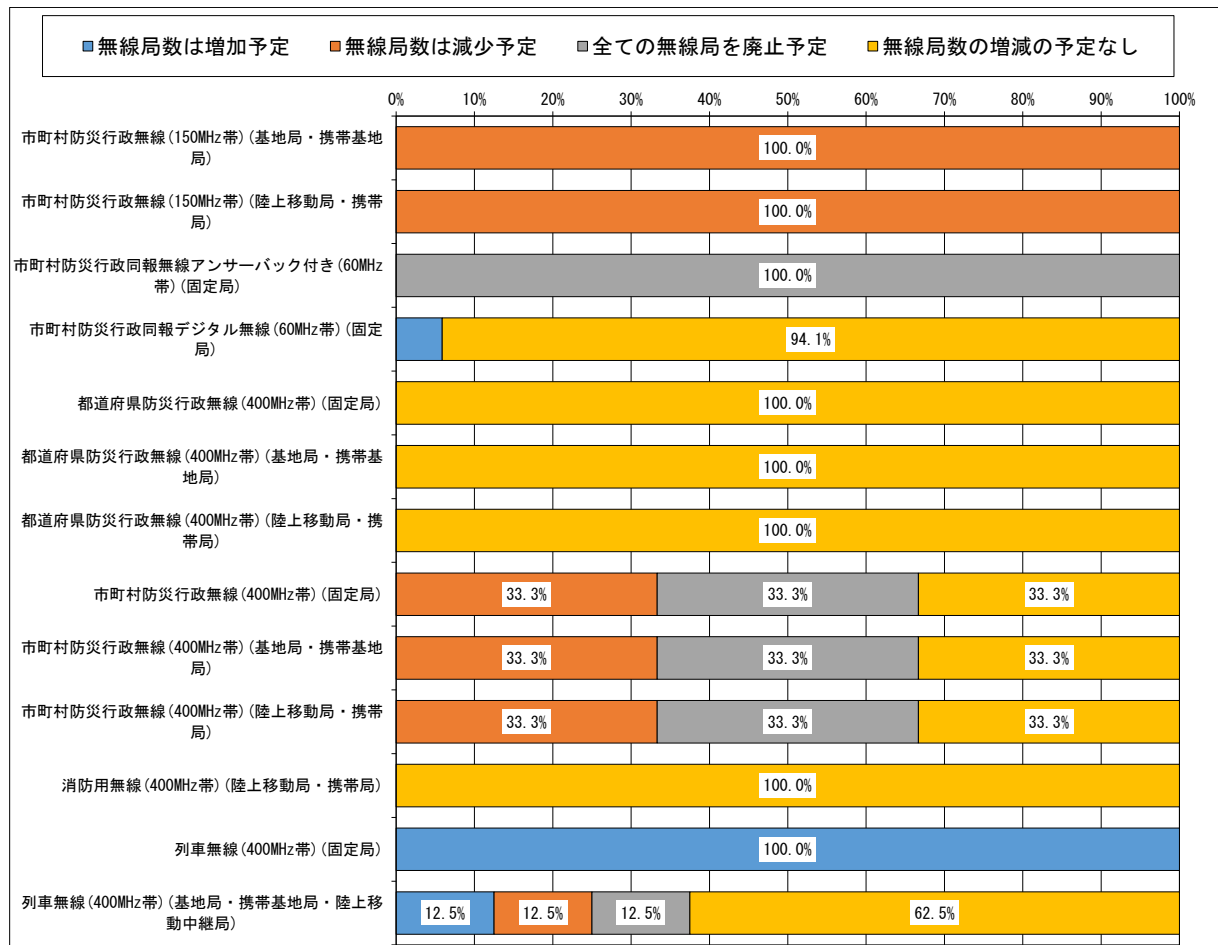 無線局数は増加予定 無線局数は減少予定 全ての無線局を廃止予定 無線局数の増減の予定なし
0% 10% 20% 30% 40% 50% 60% 70% 80% 90% 100%
市町村防災行政無線(150MHz帯)(基地局・携帯基地
局)
100.0%
市町村防災行政無線(150MHz帯)(陸上移動局・携帯
局)
100.0%
市町村防災行政同報無線アンサーバック付き(60MHz
帯)(固定局)
100.0%
市町村防災行政同報デジタル無線(60MHz帯)(固定
局)
94.1%
都道府県防災行政無線(400MHz帯)(固定局)
100.0%
都道府県防災行政無線(400MHz帯)(基地局・携帯基
地局)
100.0%
都道府県防災行政無線(400MHz帯)(陸上移動局・携
帯局)
100.0%
市町村防災行政無線(400MHz帯)(固定局)
33.3% 33.3% 33.3%
市町村防災行政無線(400MHz帯)(基地局・携帯基地
局)
33.3% 33.3% 33.3%
市町村防災行政無線(400MHz帯)(陸上移動局・携帯
局)
33.3% 33.3% 33.3%
消防用無線(400MHz帯)(陸上移動局・携帯局)
100.0%
列車無線(400MHz帯)(固定局)
100.0%
列車無線(400MHz帯)(基地局・携帯基地局・陸上移
動中継局)
12.5% 12.5% 12.5% 62.5%